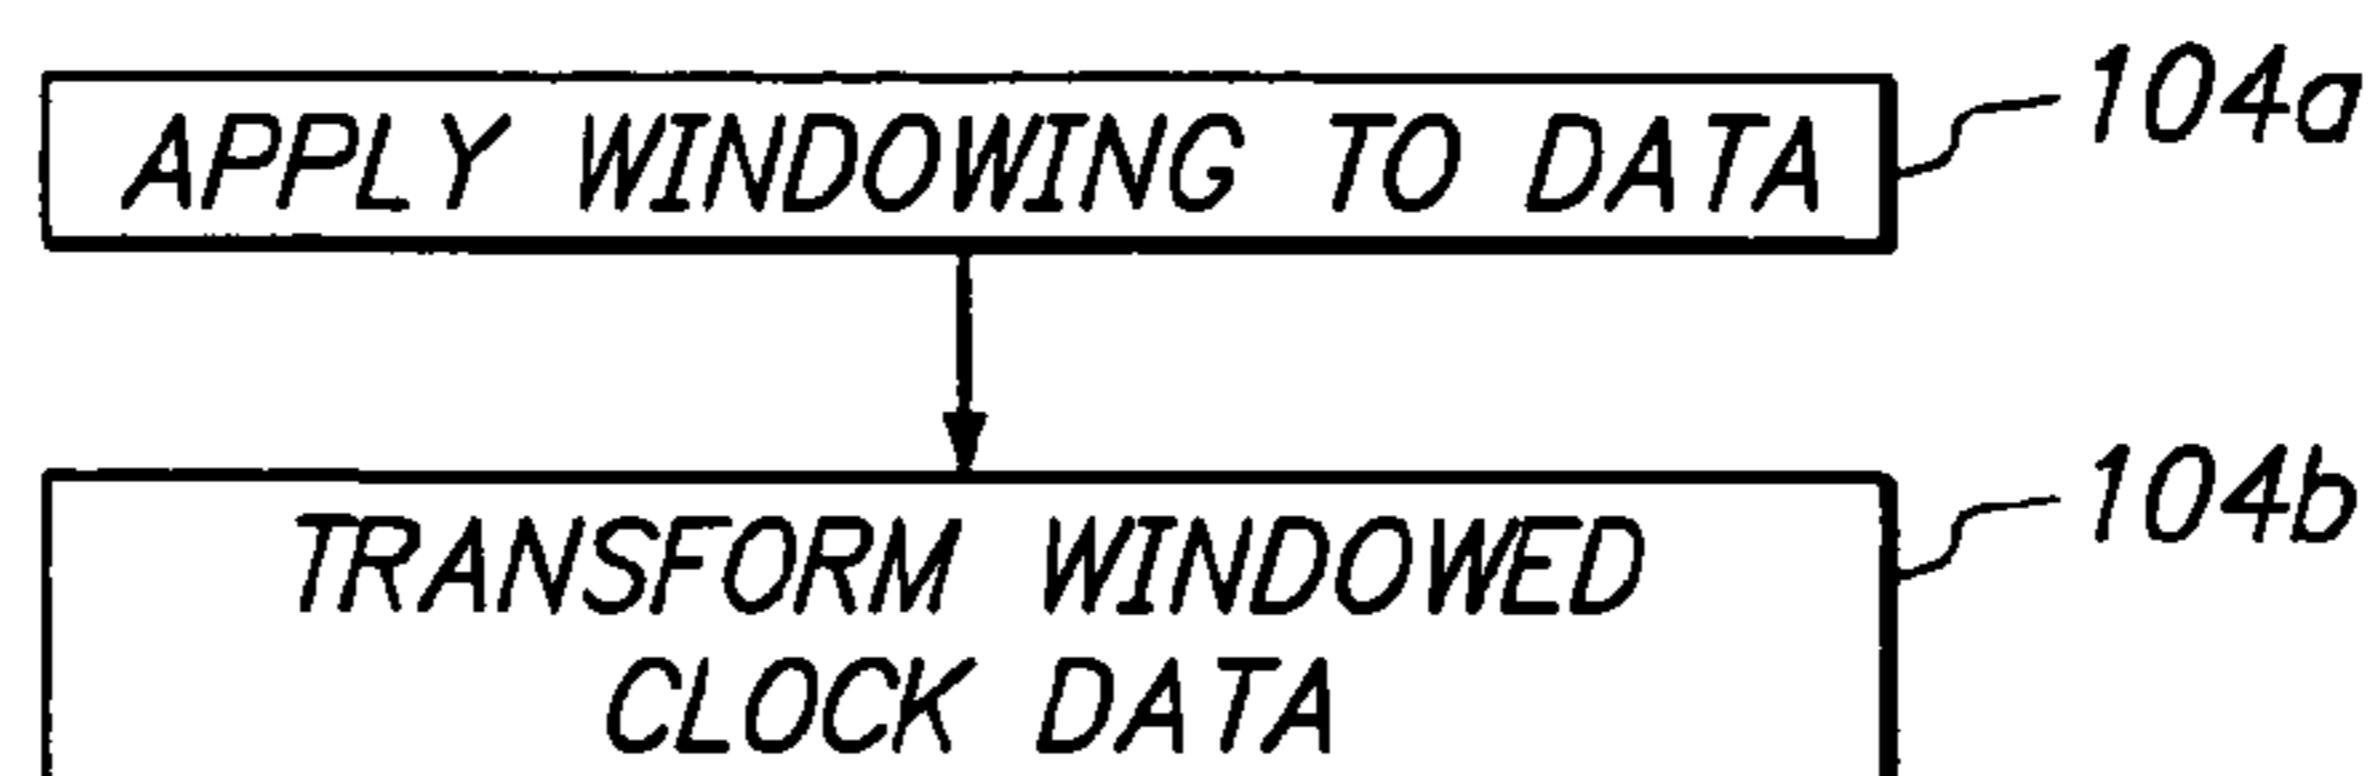 APPLY WINDOWING TO DATA
104a
TRANSFORM WINDOWED
CLOCK DATA
104b